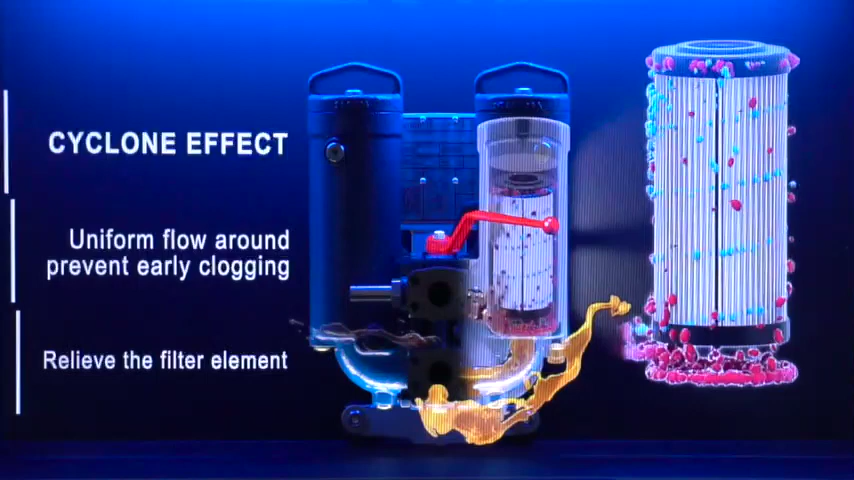 CYCLONE EFFECT
Uniform flow around
prevent early clogging
Relieve the filter element